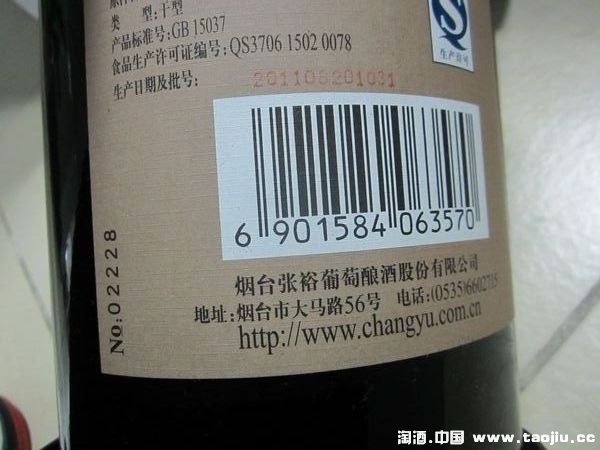 类 型:干型
产品标准号:GB 15037
食品生产许可证编号:QS3706 1502 0078
生产日期及批号:
生产许可
6 901584 063570
No:02228
烟台张裕葡萄酿酒股份有限公司
地址:烟台市大马路56号 电话:(0535)6602715
http://www.changyu.com.cn
淘酒.中国 www.taojiu.cc